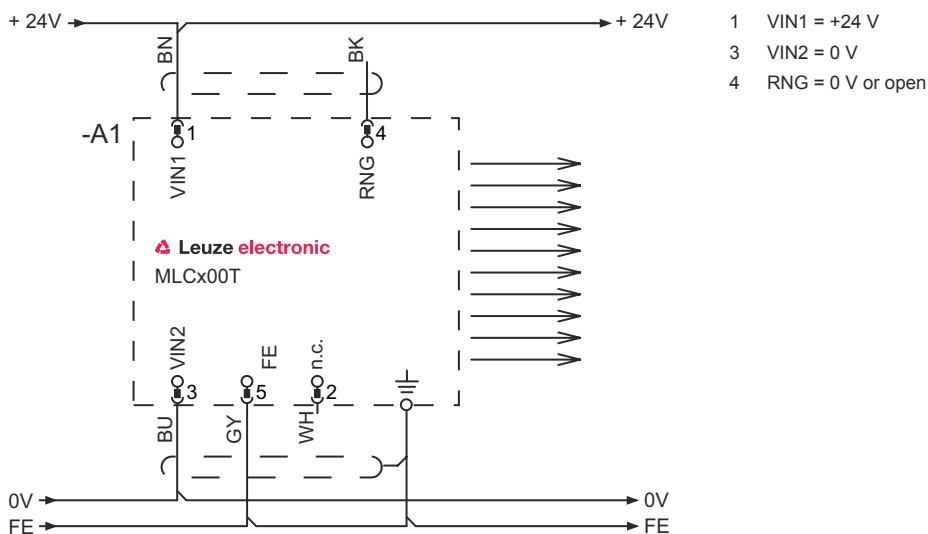 + 24V
+ 24V
1 VIN1 = +24 V
3 VIN2 = 0 V
4 RNG = 0 V or open
BN
BK
-A1
1
4
VIN1
RNG
Leuze electronic
MLCx00T
VIN2
FE
n.c.
3
5
2
BU
GY
WH
0V
0V
FE
FE